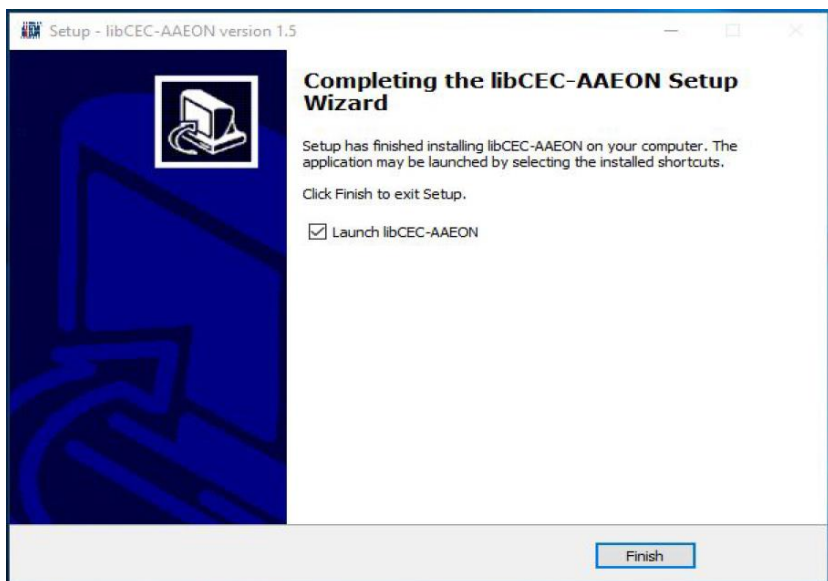 Setup - libCEC-AAEON version 1.5
Completing the libCEC-AAEON Setup
Wizard
Setup has finished installing libCEC-AAEON on your computer. The
application may be launched by selecting the installed shortcuts.
Click Finish to exit Setup.
Launch libCEC-AAEON
Finish